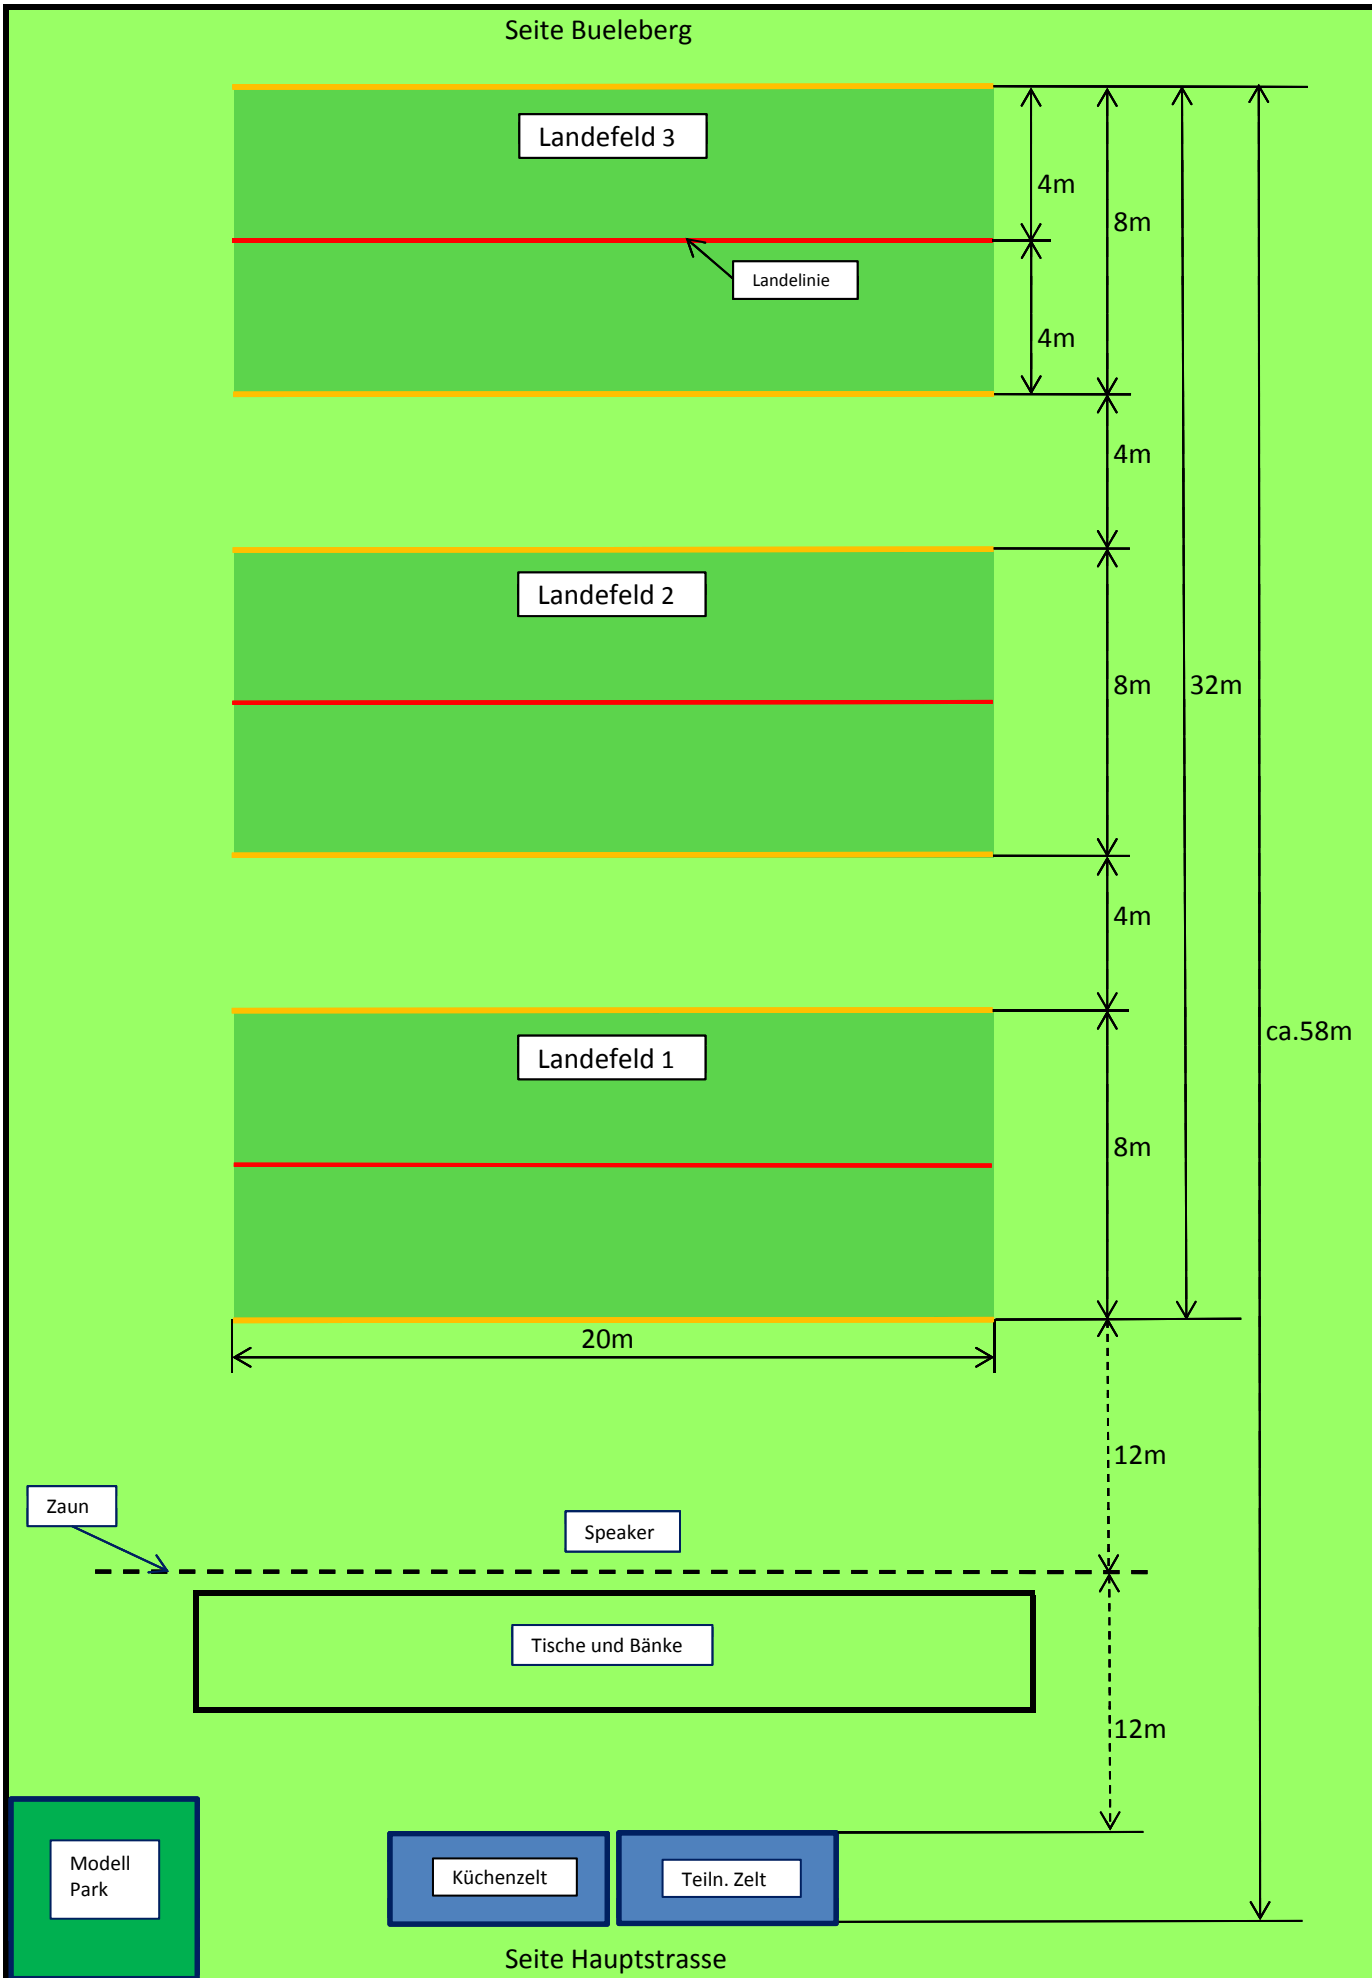 Seite Bueleberg
Landefeld 3
4m
8m
Landelinie
4m
4m
Landefeld 2
8m
32m
4m
ca.58m
Landefeld 1
8m
20m
12m
Zaun
Speaker
Tische und Bänke
12m
Modell
Park
Küchenzelt
Teiln. Zelt
Seite Hauptstrasse